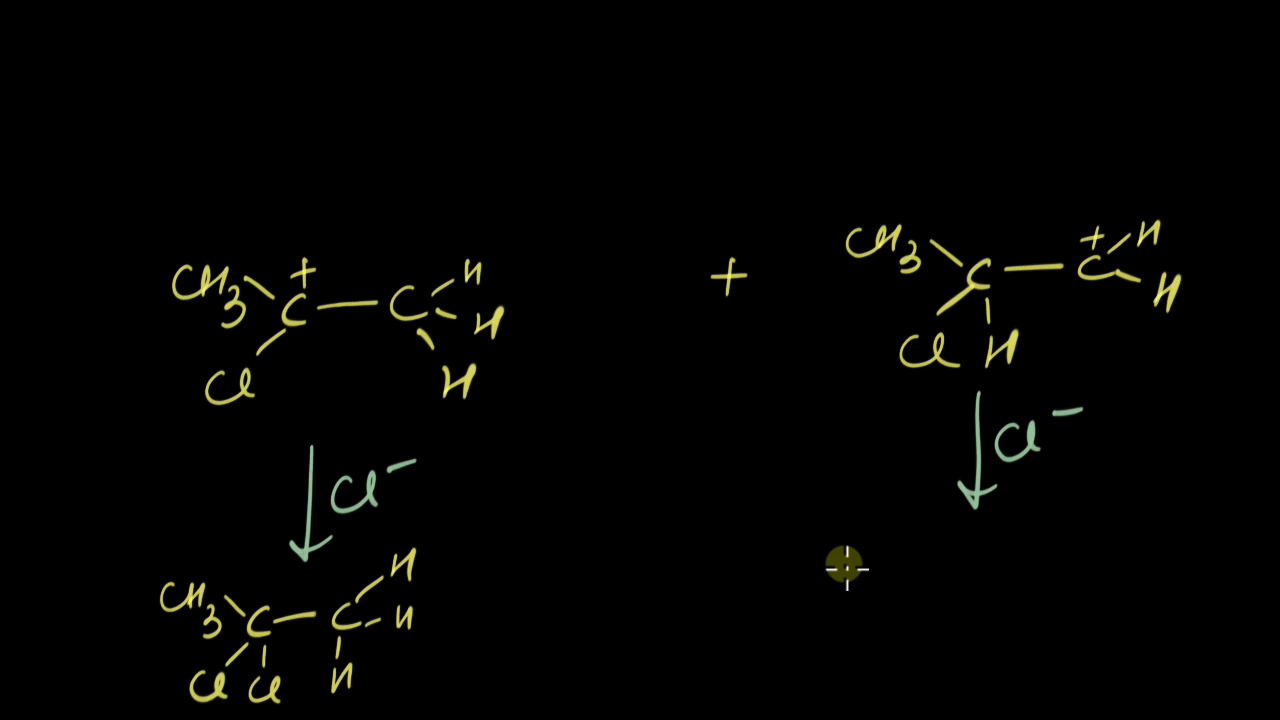 CH3 C+ — C H H H + CH3 C — C+ H H
Cl Cl H
Cl− Cl−
CH3 C — C H H
Cl Cl H